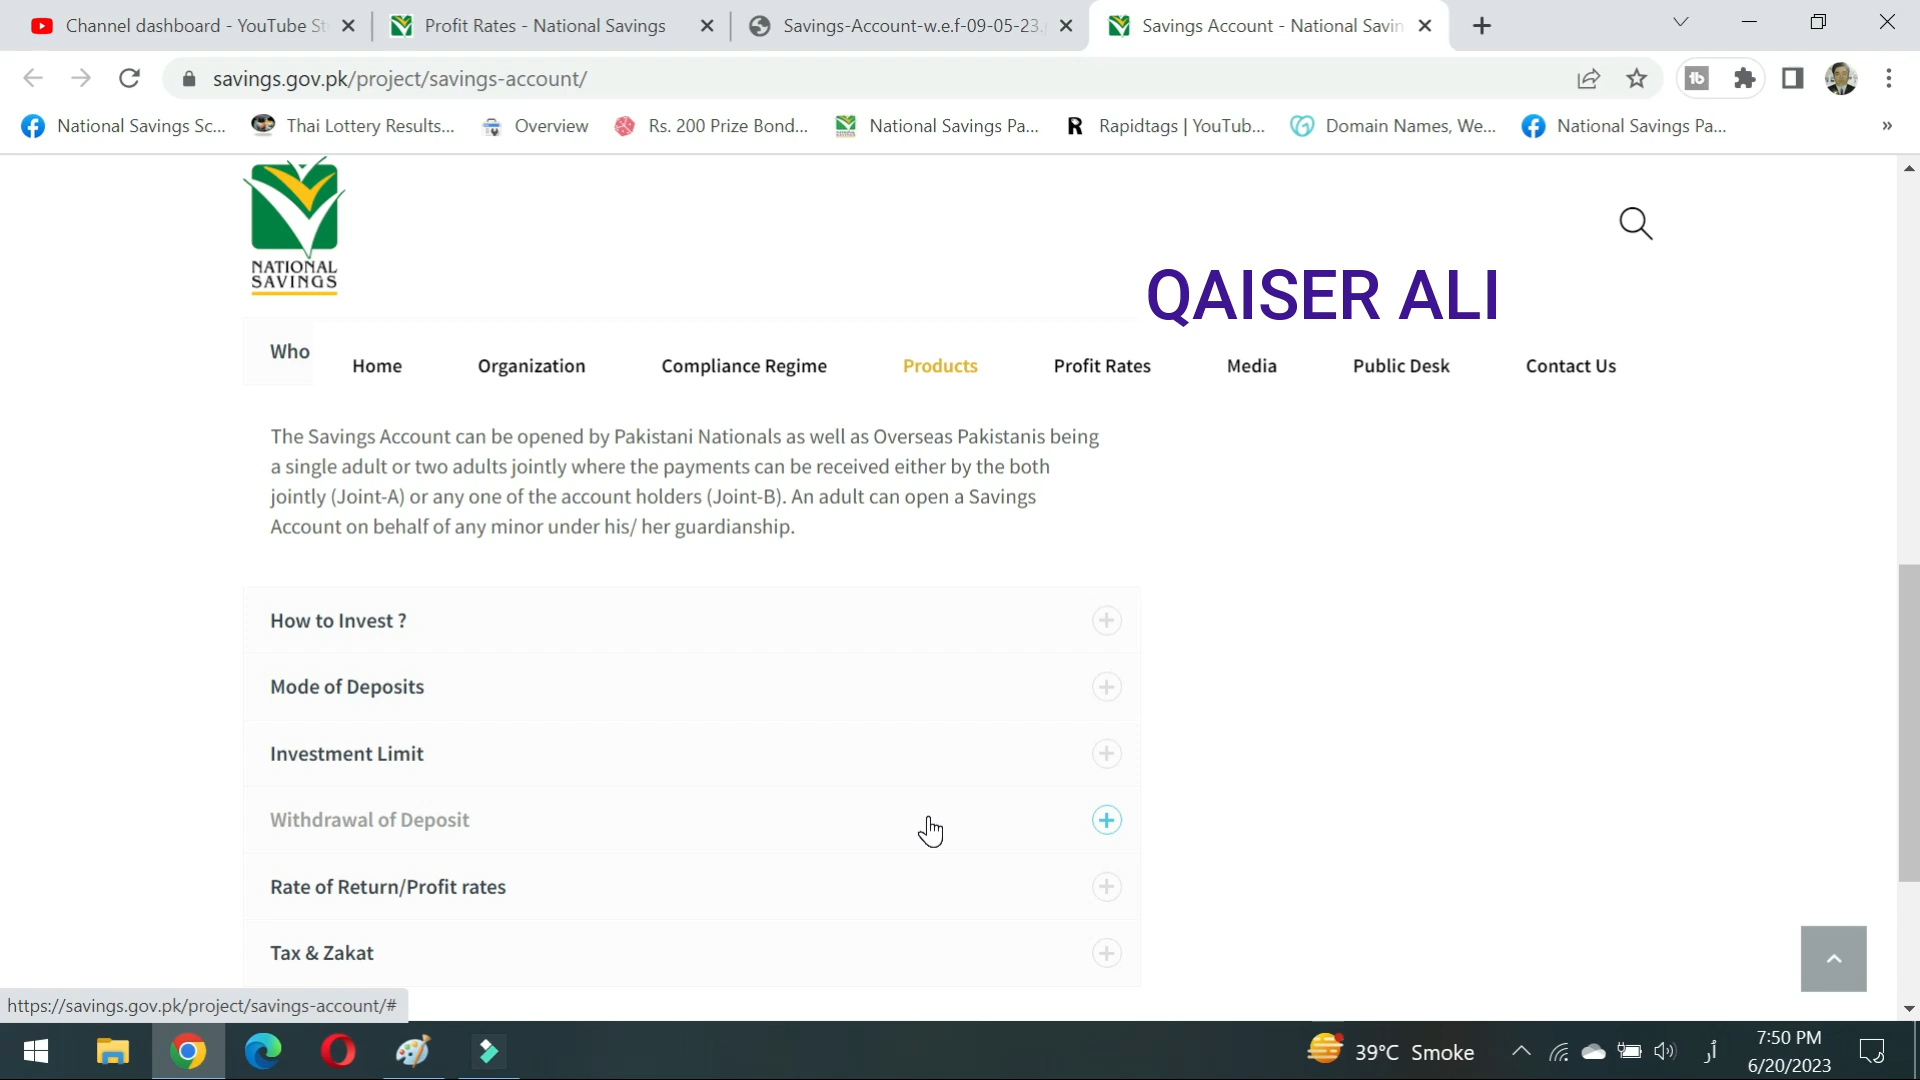 Channel dashboard - YouTube St
Profit Rates - National Savings
Savings-Account-w.e.f-09-05-23.
Savings Account - National Savin
savings.gov.pk/project/savings-account/
National Savings Sc...
Thai Lottery Results...
Overview
Rs. 200 Prize Bond...
National Savings Pa...
Rapidtags | YouTub...
Domain Names, We...
National Savings Pa...
NATIONAL
SAVINGS
QAISER ALI
Who
Home
Organization
Compliance Regime
Products
Profit Rates
Media
Public Desk
Contact Us
The Savings Account can be opened by Pakistani Nationals as well as Overseas Pakistanis being
a single adult or two adults jointly where the payments can be received either by the both
jointly (Joint-A) or any one of the account holders (Joint-B). An adult can open a Savings
Account on behalf of any minor under his/ her guardianship.
How to Invest ?
Mode of Deposits
Investment Limit
Withdrawal of Deposit
Rate of Return/Profit rates
Tax & Zakat
https://savings.gov.pk/project/savings-account/#
39°C Smoke
7:50 PM
6/20/2023